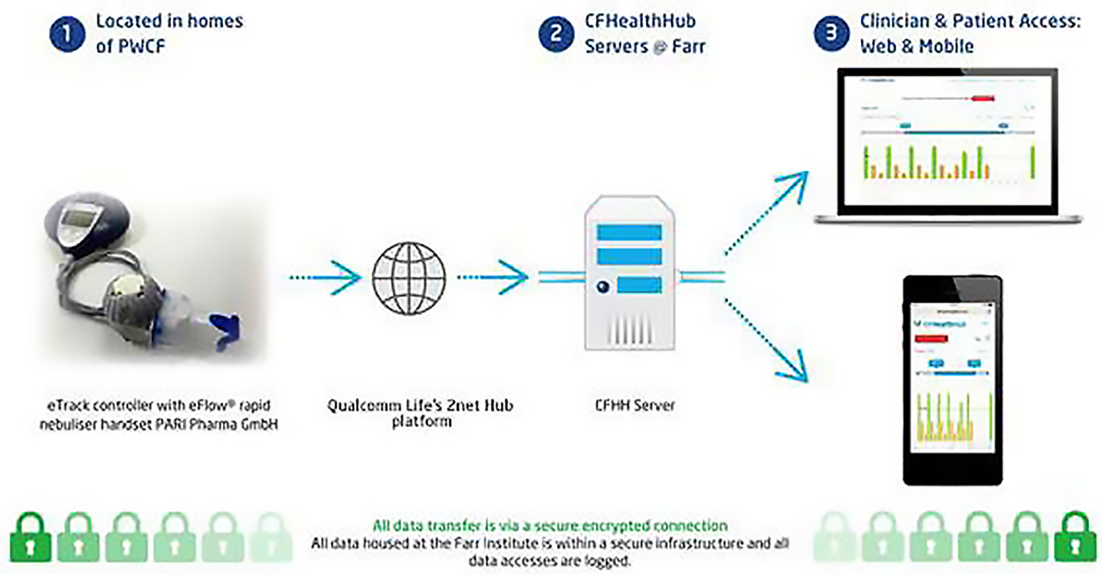 1 Located in homes
of PWCF
2 CFHealthHub
Servers @ Farr
3 Clinician & Patient Access:
Web & Mobile
eTrack controller with eFlow® rapid
nebuliser handset PARI Pharma GmbH
Qualcomm Life's 2net Hub
platform
CFHH Server
All data transfer is via a secure encrypted connection
All data housed at the Farr Institute is within a secure infrastructure and all
data accesses are logged.